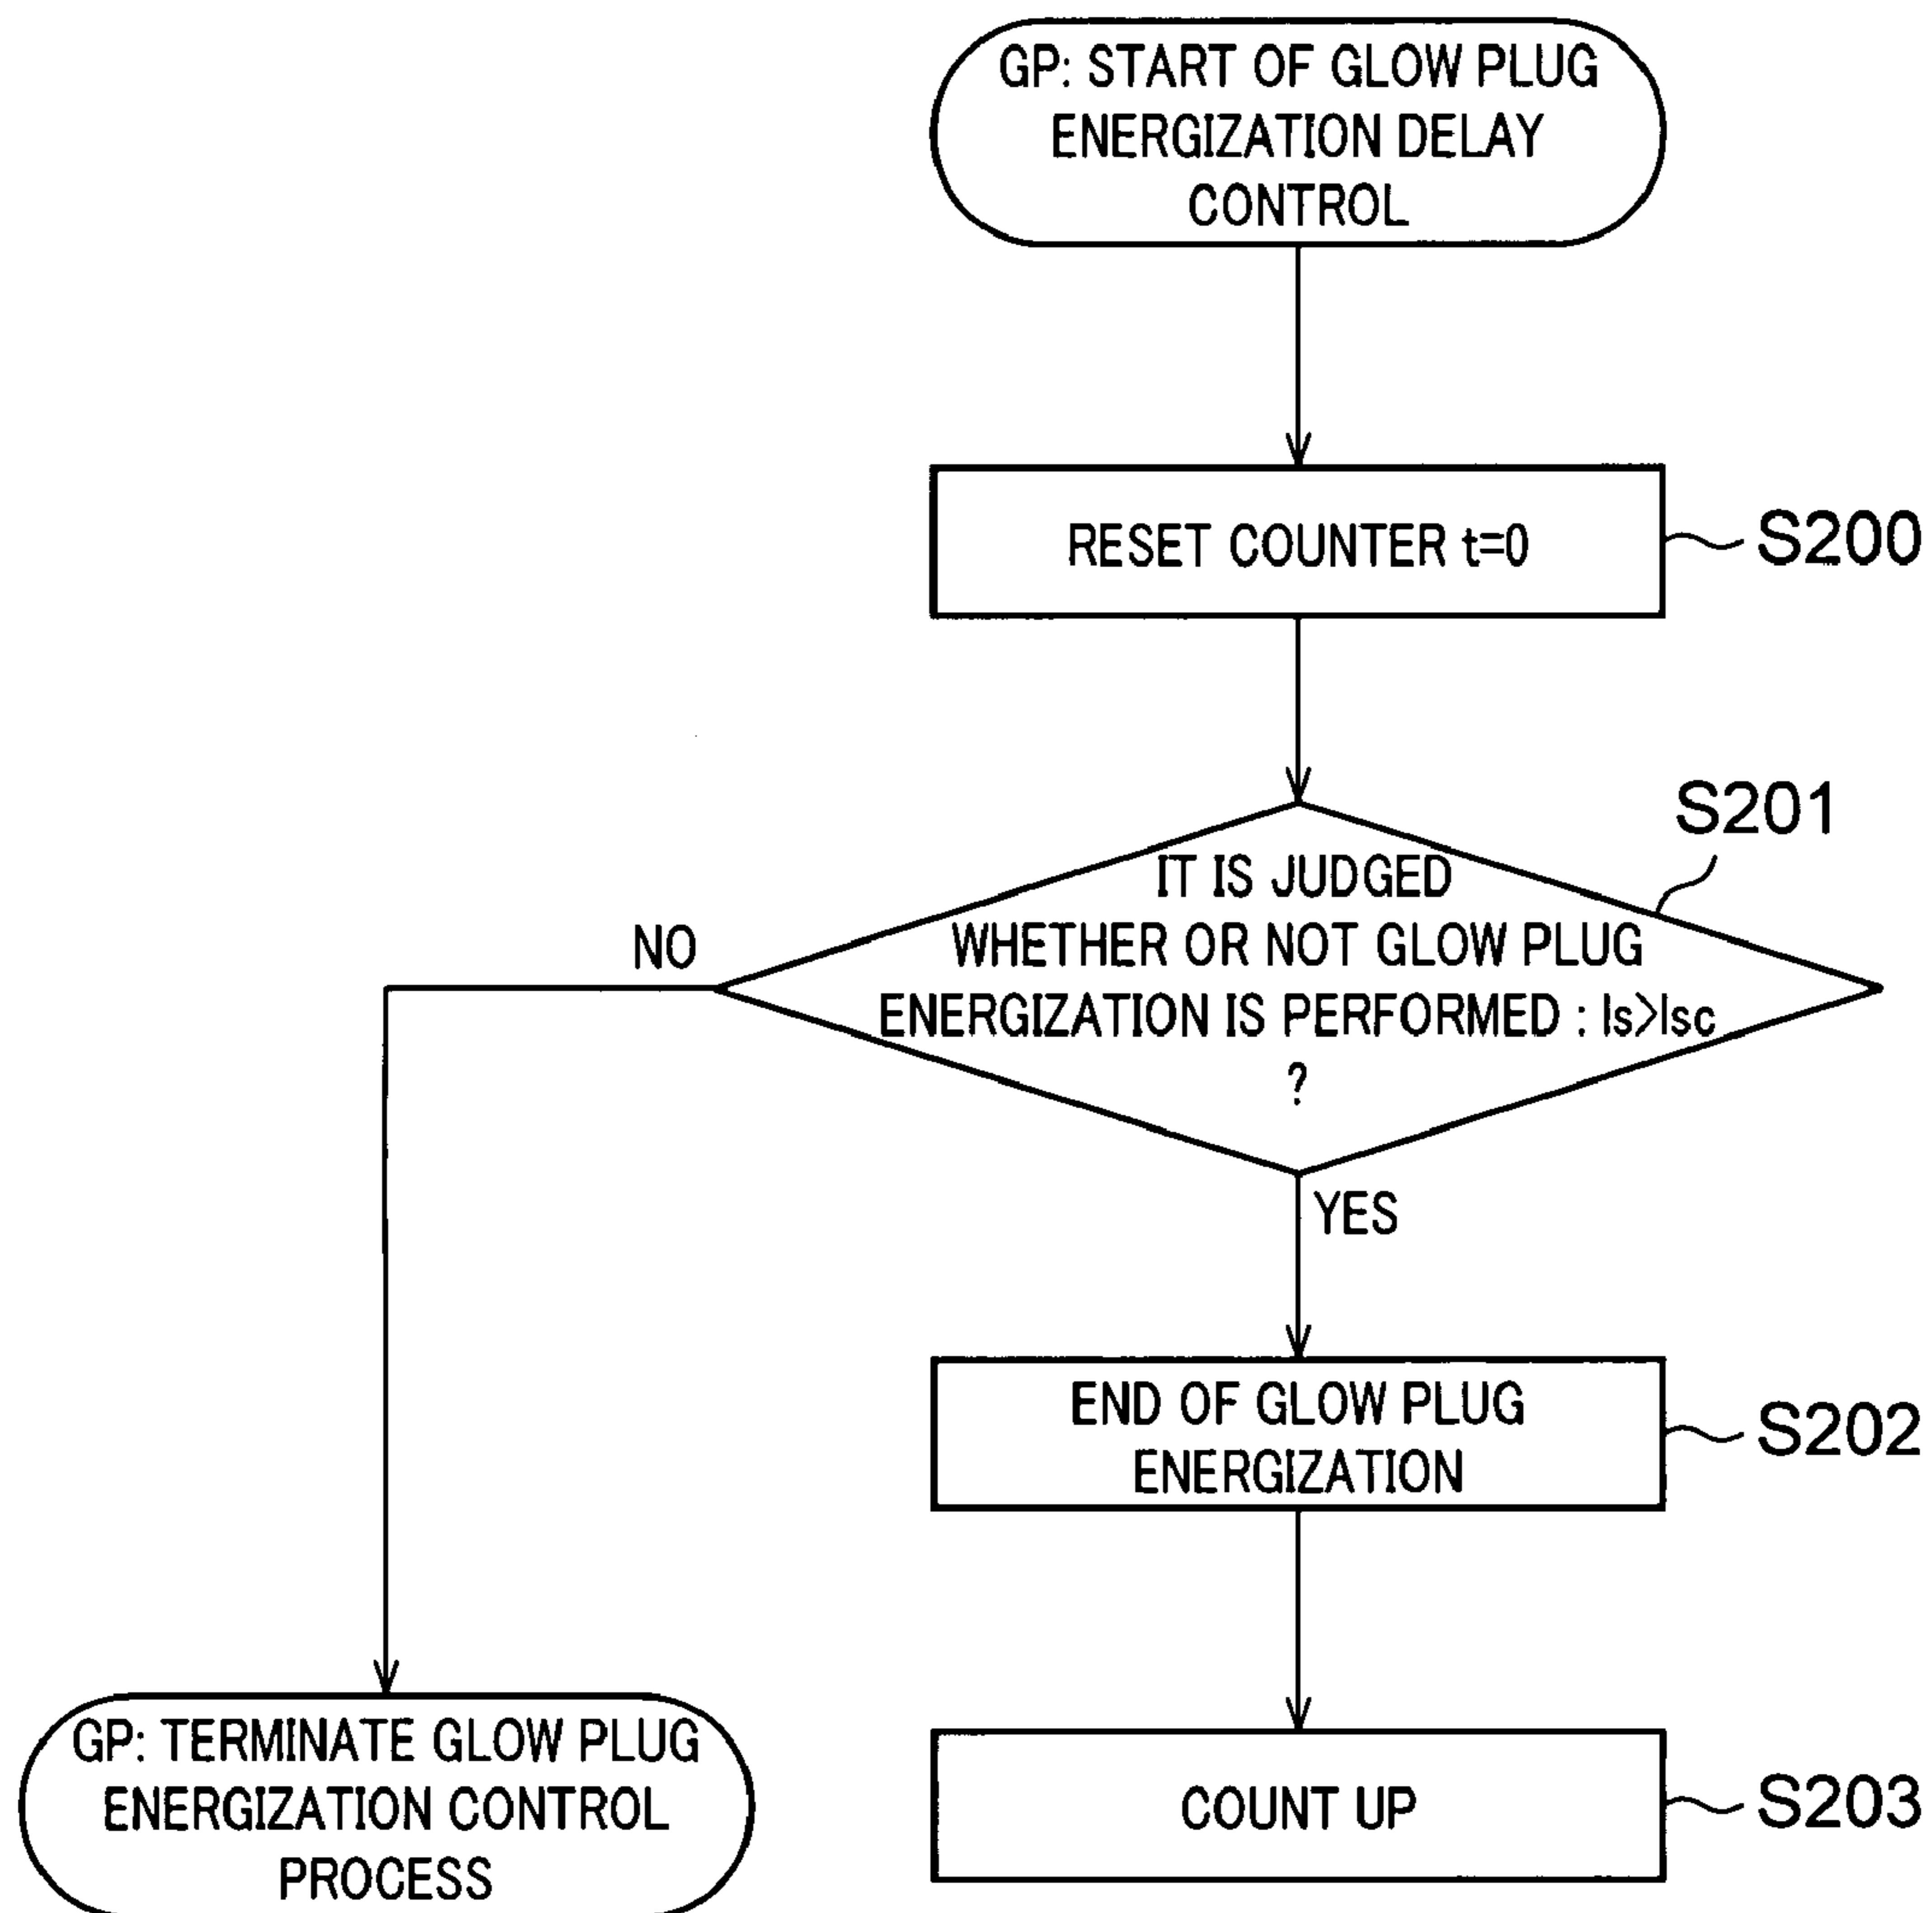 GP: START OF GLOW PLUG
ENERGIZATION DELAY
CONTROL
RESET COUNTER t=0
S200
S201
IT IS JUDGED
WHETHER OR NOT GLOW PLUG
ENERGIZATION IS PERFORMED : Is>Isc
?
NO
YES
END OF GLOW PLUG
ENERGIZATION
S202
GP: TERMINATE GLOW PLUG
ENERGIZATION CONTROL
PROCESS
COUNT UP
S203